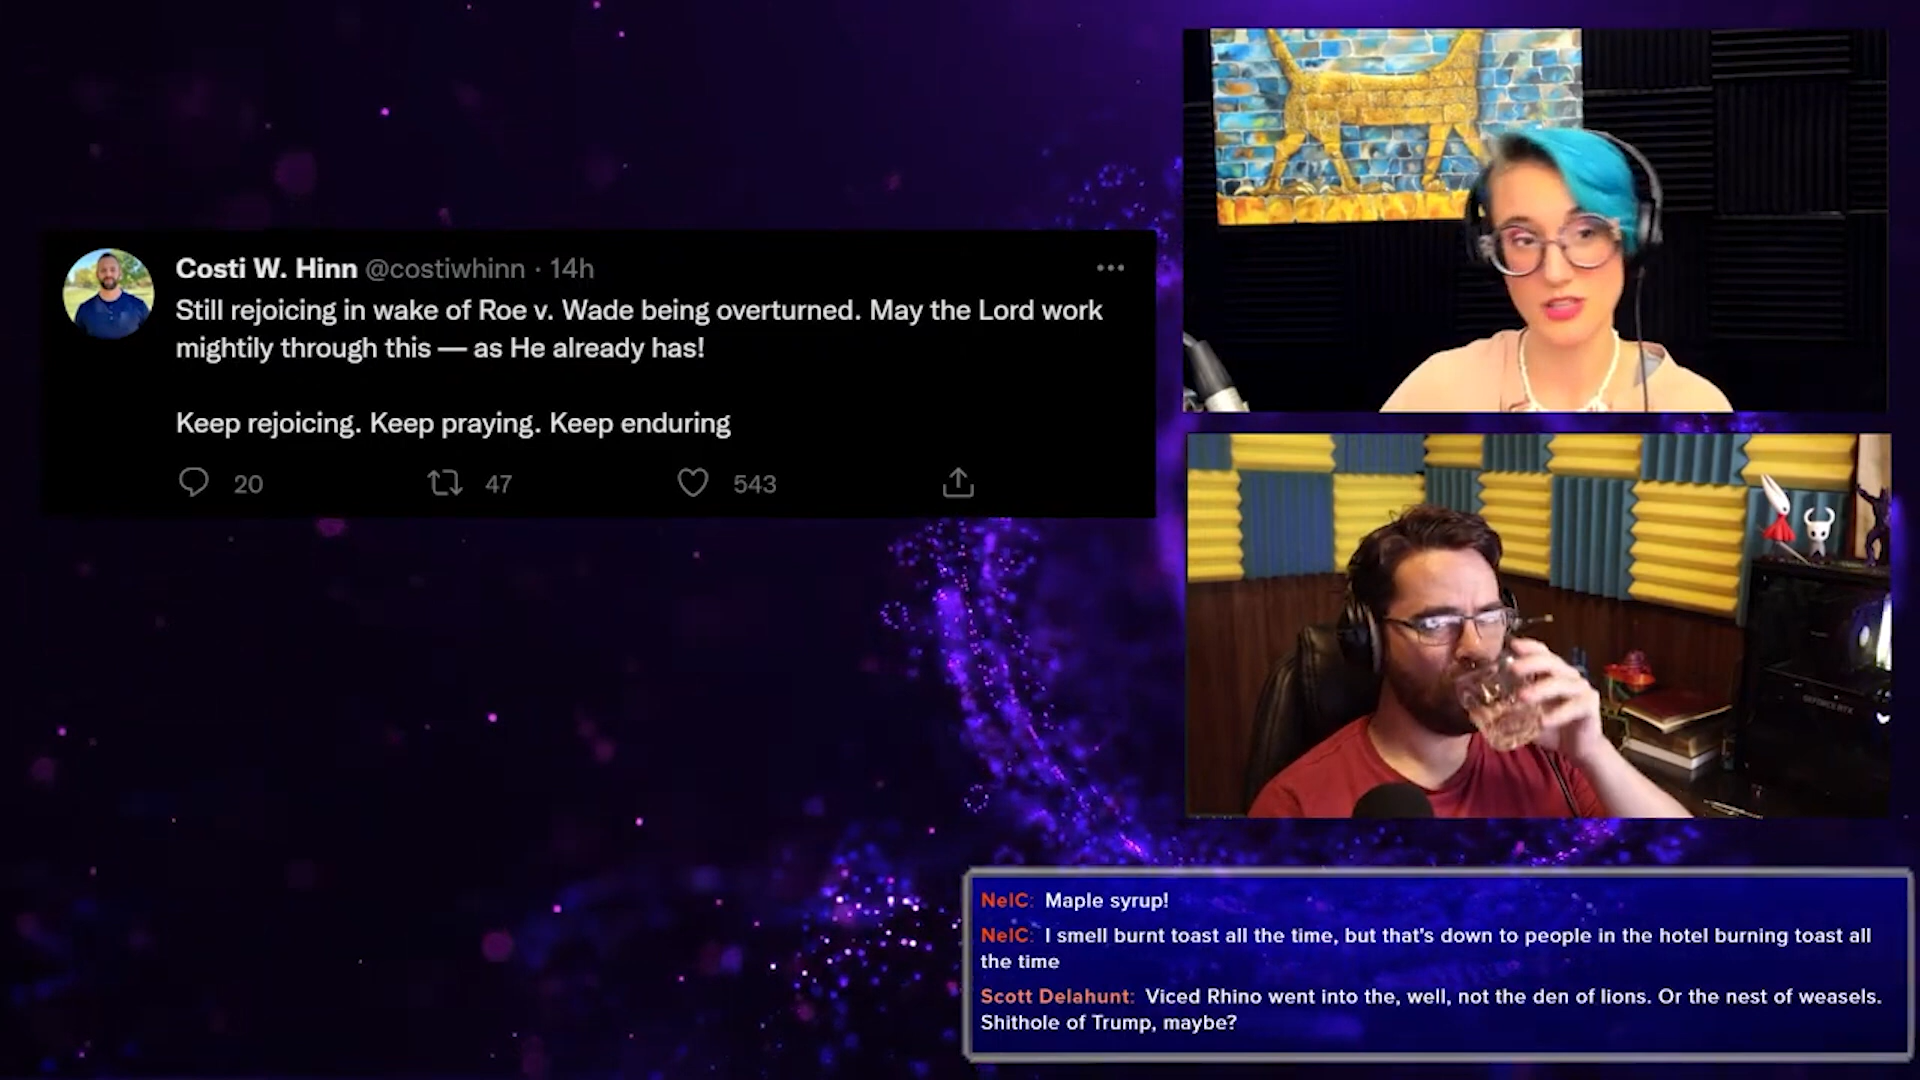 Costi W. Hinn @costiwhinn · 14h
Still rejoicing in wake of Roe v. Wade being overturned. May the Lord work
mightily through this — as He already has!
Keep rejoicing. Keep praying. Keep enduring
20 47 543
GEFORCE RTX
NelC: Maple syrup!
NelC: I smell burnt toast all the time, but that's down to people in the hotel burning toast all
the time
Scott Delahunt: Viced Rhino went into the, well, not the den of lions. Or the nest of weasels.
Shithole of Trump, maybe?